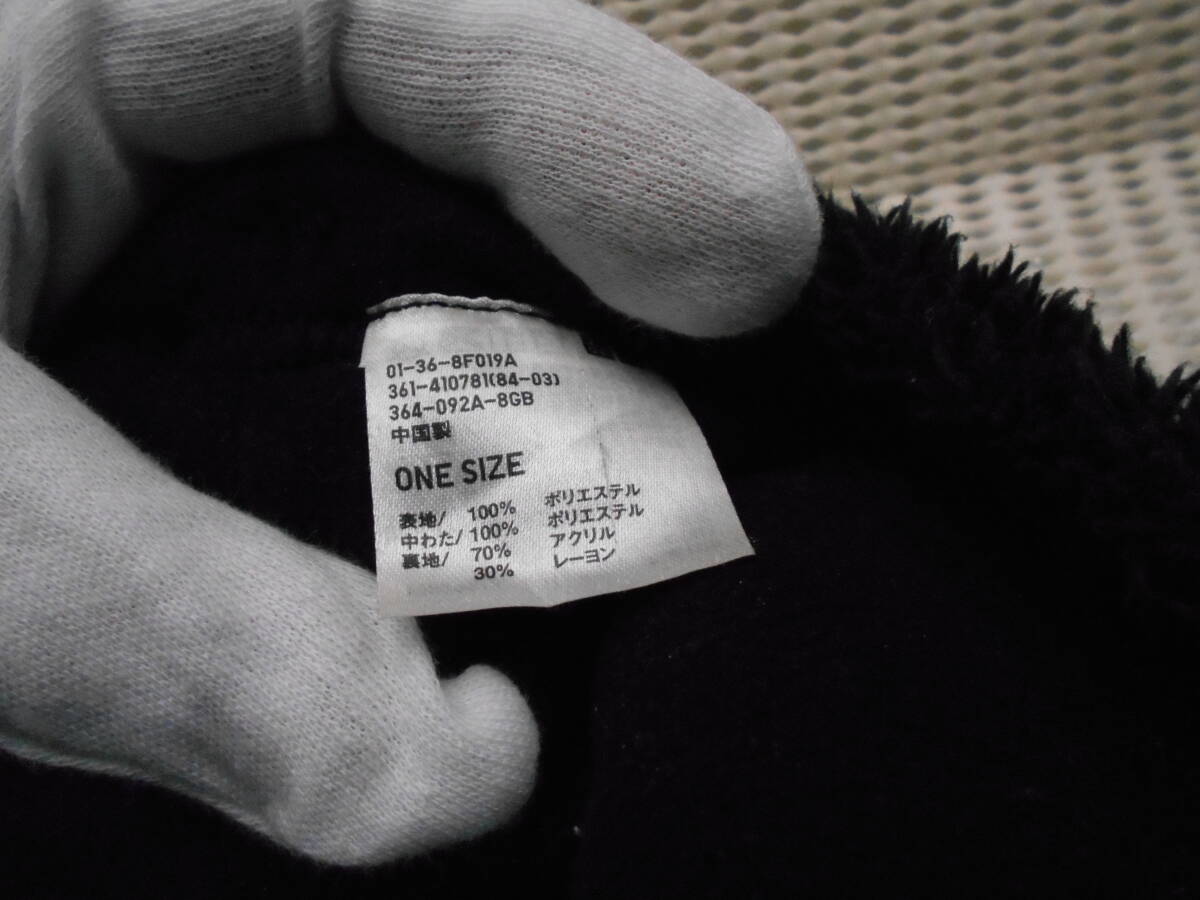 01-36-8F019A
361-410781(84-03)
364-092A-8GB
中国製
ONE SIZE
表地/ 100% ポリエステル
中わた/ 100% ポリエステル
裏地/ 70% アクリル
30% レーヨン